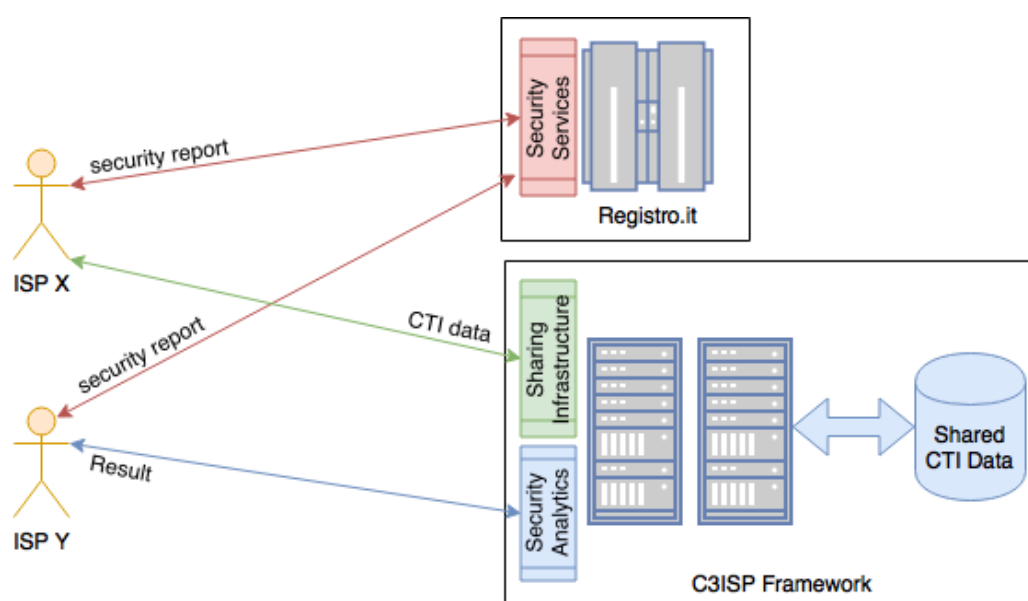 Security
Services
Registro.it
security report
ISP X
CTI data
Sharing
Infrastructure
security report
Shared
CTI Data
Result
Security
Analytics
ISP Y
C3ISP Framework